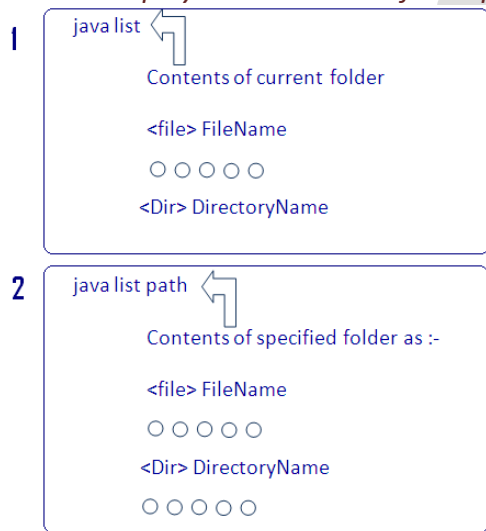 1
java list
Contents of current folder
<file> FileName
<Dir> DirectoryName
2
java list path
Contents of specified folder as :-
<file> FileName
<Dir> DirectoryName